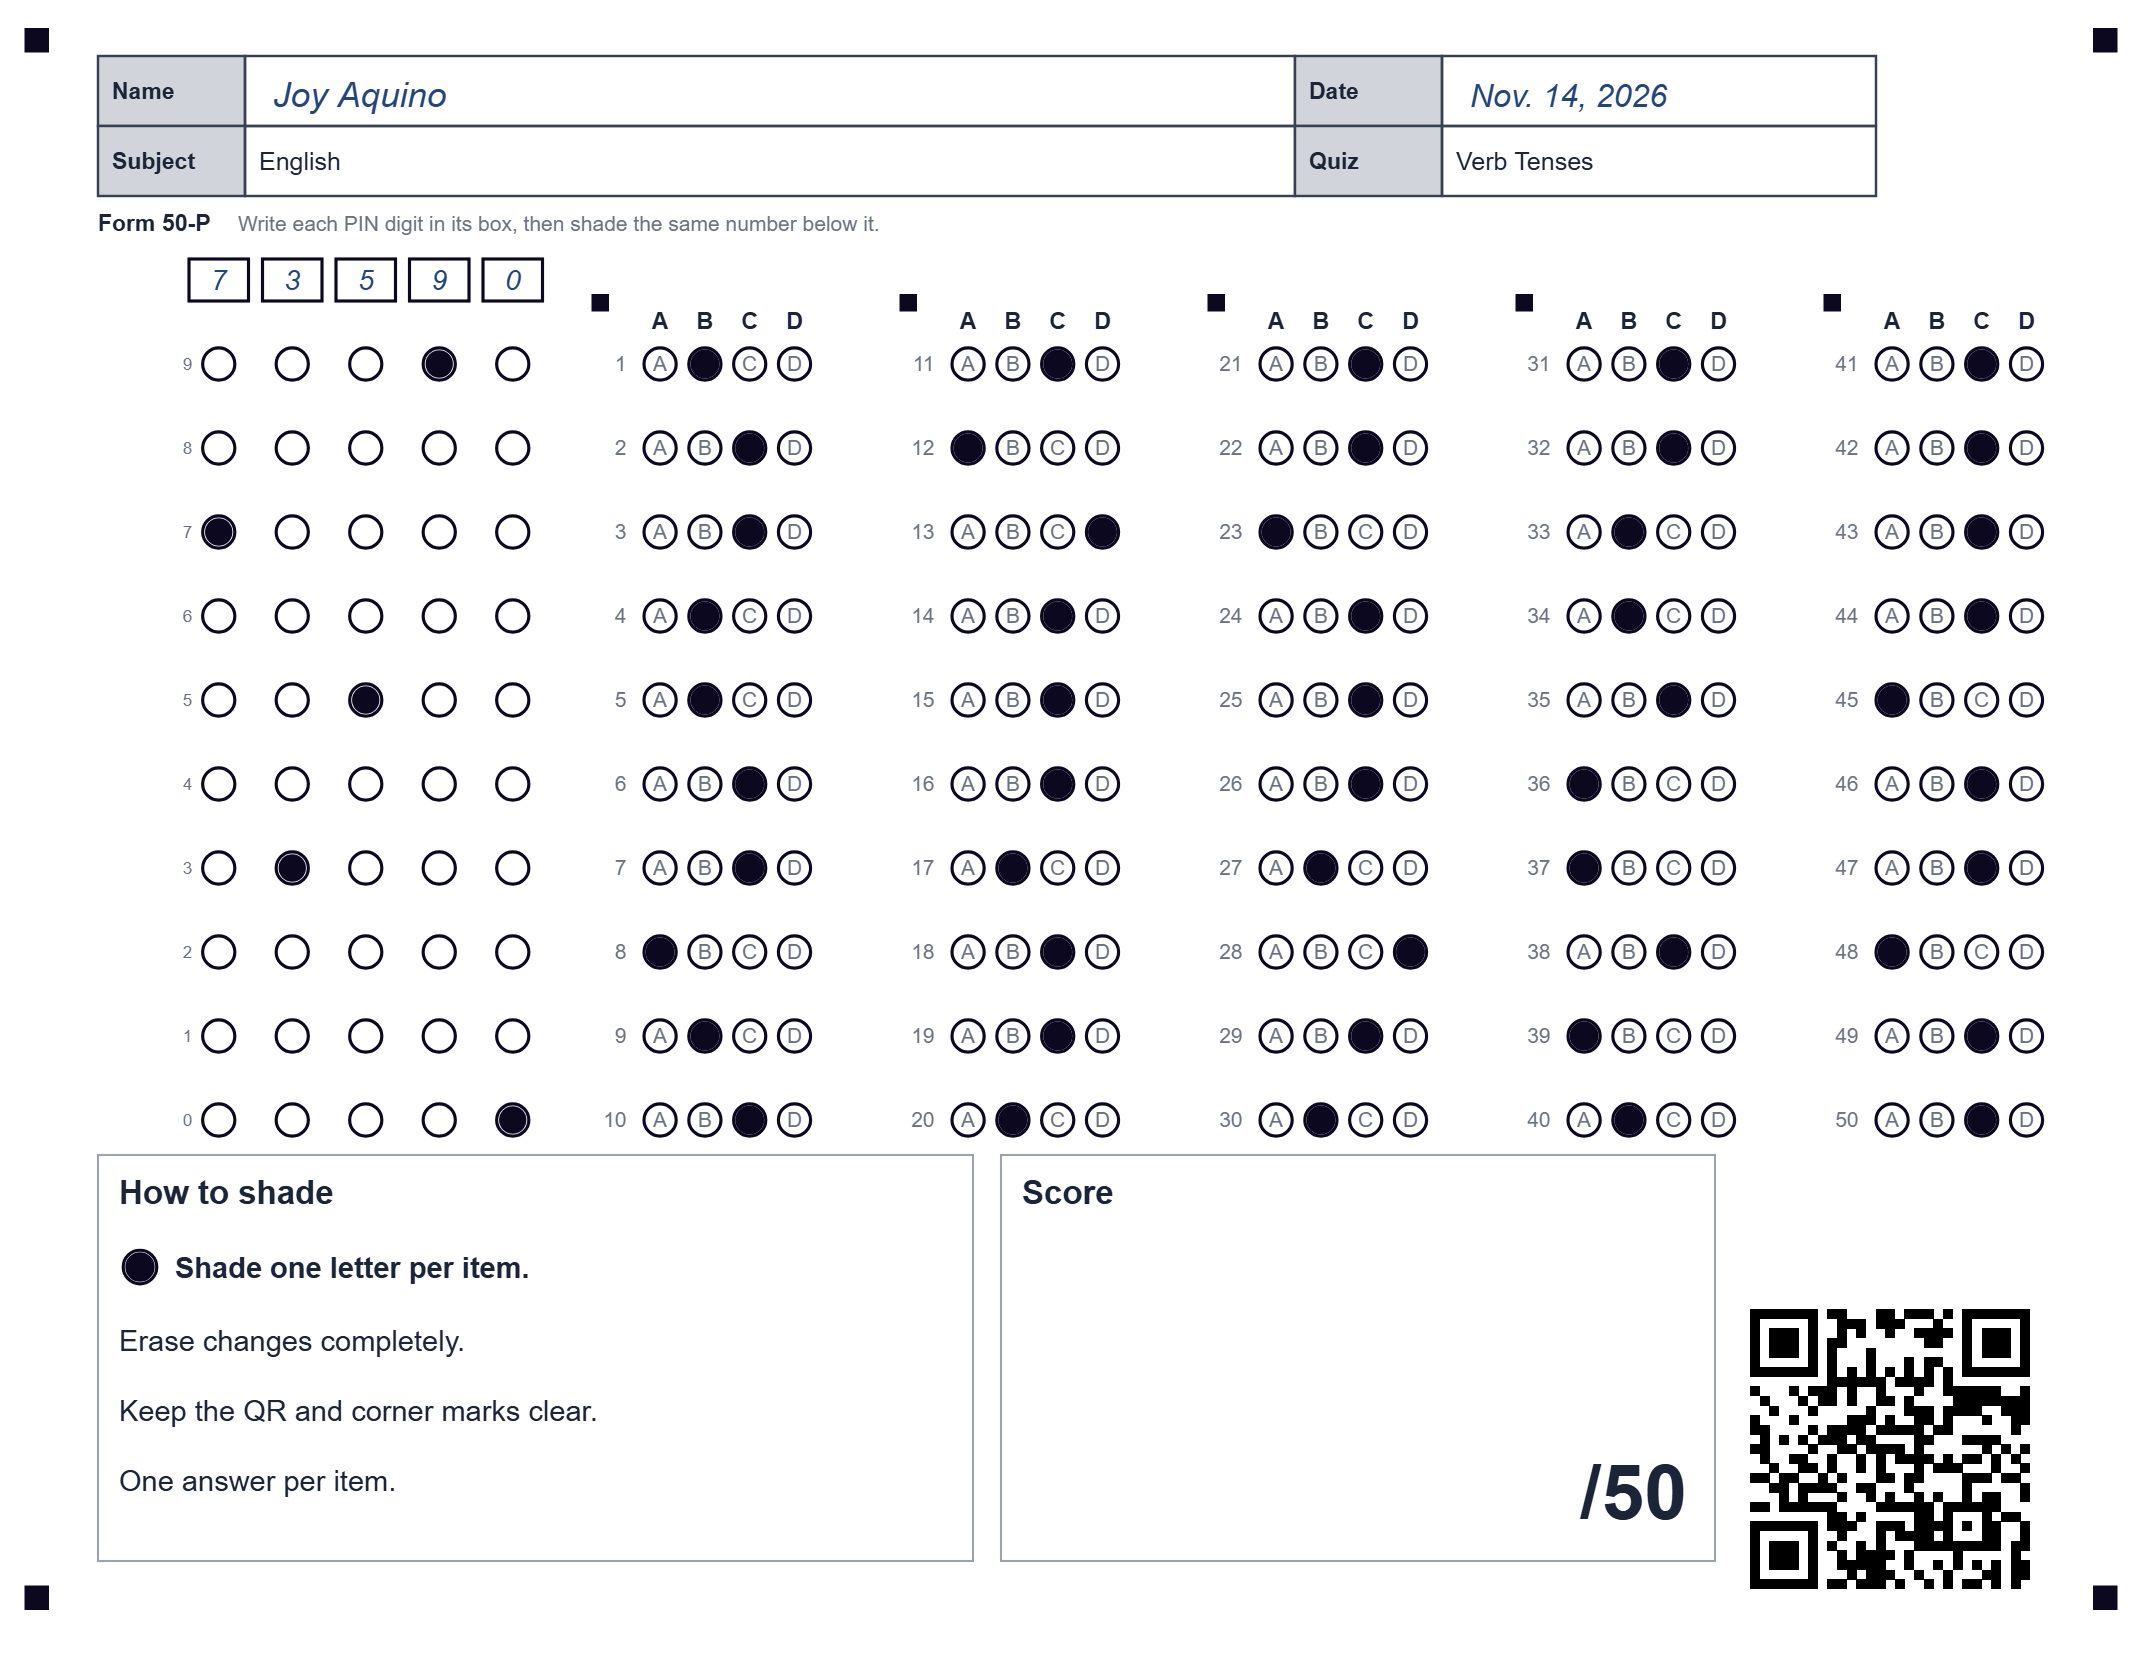 Name Joy Aquino Date Nov. 14, 2026
Subject English Quiz Verb Tenses
Form 50-P Write each PIN digit in its box, then shade the same number below it.
7 3 5 9 0
A B C D A B C D A B C D A B C D A B C D
9 1 A C D 11 A B D 21 A B D 31 A B D 41 A B D
8 2 A B D 12 B C D 22 A B D 32 A B D 42 A B D
7 3 A B D 13 A B C 23 B C D 33 A C D 43 A B D
6 4 A C D 14 A B D 24 A B D 34 A C D 44 A B D
5 5 A C D 15 A B D 25 A B D 35 A B D 45 B C D
4 6 A B D 16 A B D 26 A B D 36 B C D 46 A B D
3 7 A B D 17 A C D 27 A C D 37 B C D 47 A B D
2 8 B C D 18 A B D 28 A B C 38 A B D 48 B C D
1 9 A C D 19 A B D 29 A B D 39 B C D 49 A B D
0 10 A B D 20 A C D 30 A C D 40 A C D 50 A B D
How to shade
Score
Shade one letter per item.
Erase changes completely.
Keep the QR and corner marks clear.
One answer per item.
/50